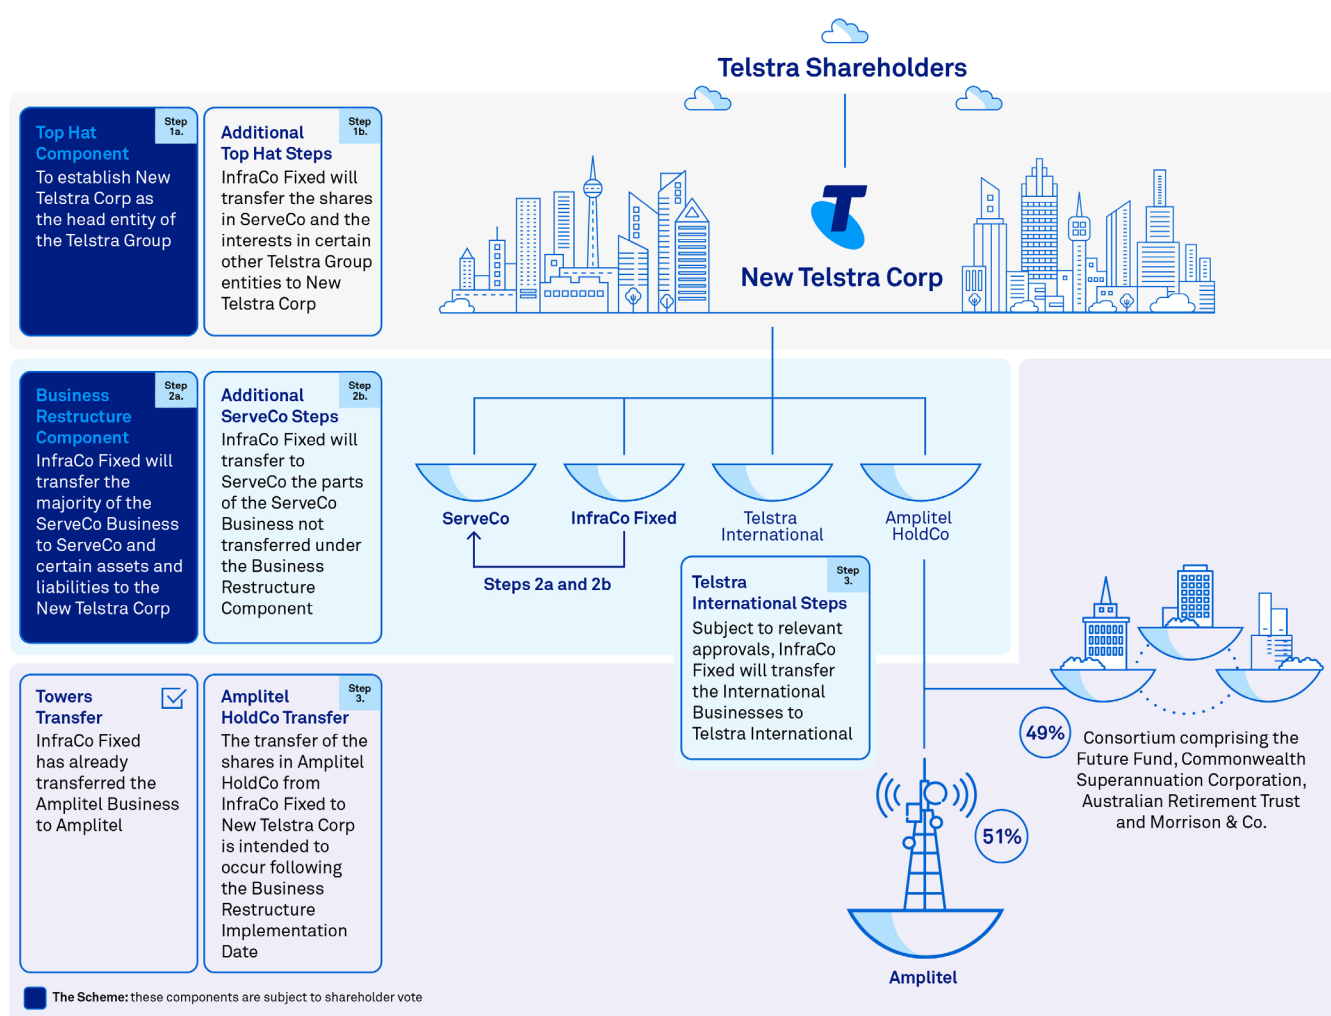 Telstra Shareholders
Step
1a.
Top Hat
Component
To establish New
Telstra Corp as
the head entity of
the Telstra Group
Step
1b.
Additional
Top Hat Steps
InfraCo Fixed will
transfer the shares
in ServeCo and the
interests in certain
other Telstra Group
entities to New
Telstra Corp
New Telstra Corp
Step
2a.
Business
Restructure
Component
InfraCo Fixed will
transfer the
majority of the
ServeCo Business
to ServeCo and
certain assets and
liabilities to the
New Telstra Corp
Step
2b.
Additional
ServeCo Steps
InfraCo Fixed will
transfer to
ServeCo the parts
of the ServeCo
Business not
transferred under
the Business
Restructure
Component
ServeCo
InfraCo Fixed
Telstra
International
Amplitel
HoldCo
Steps 2a and 2b
Step
3.
Telstra
International Steps
Subject to relevant
approvals, InfraCo
Fixed will transfer
the International
Businesses to
Telstra International
Towers
Transfer
InfraCo Fixed
has already
transferred the
Amplitel Business
to Amplitel
Step
3.
Amplitel
HoldCo Transfer
The transfer of the
shares in Amplitel
HoldCo from
InfraCo Fixed to
New Telstra Corp
is intended to
occur following
the Business
Restructure
Implementation
Date
49%
Consortium comprising the
Future Fund, Commonwealth
Superannuation Corporation,
Australian Retirement Trust
and Morrison & Co.
51%
Amplitel
The Scheme: these components are subject to shareholder vote